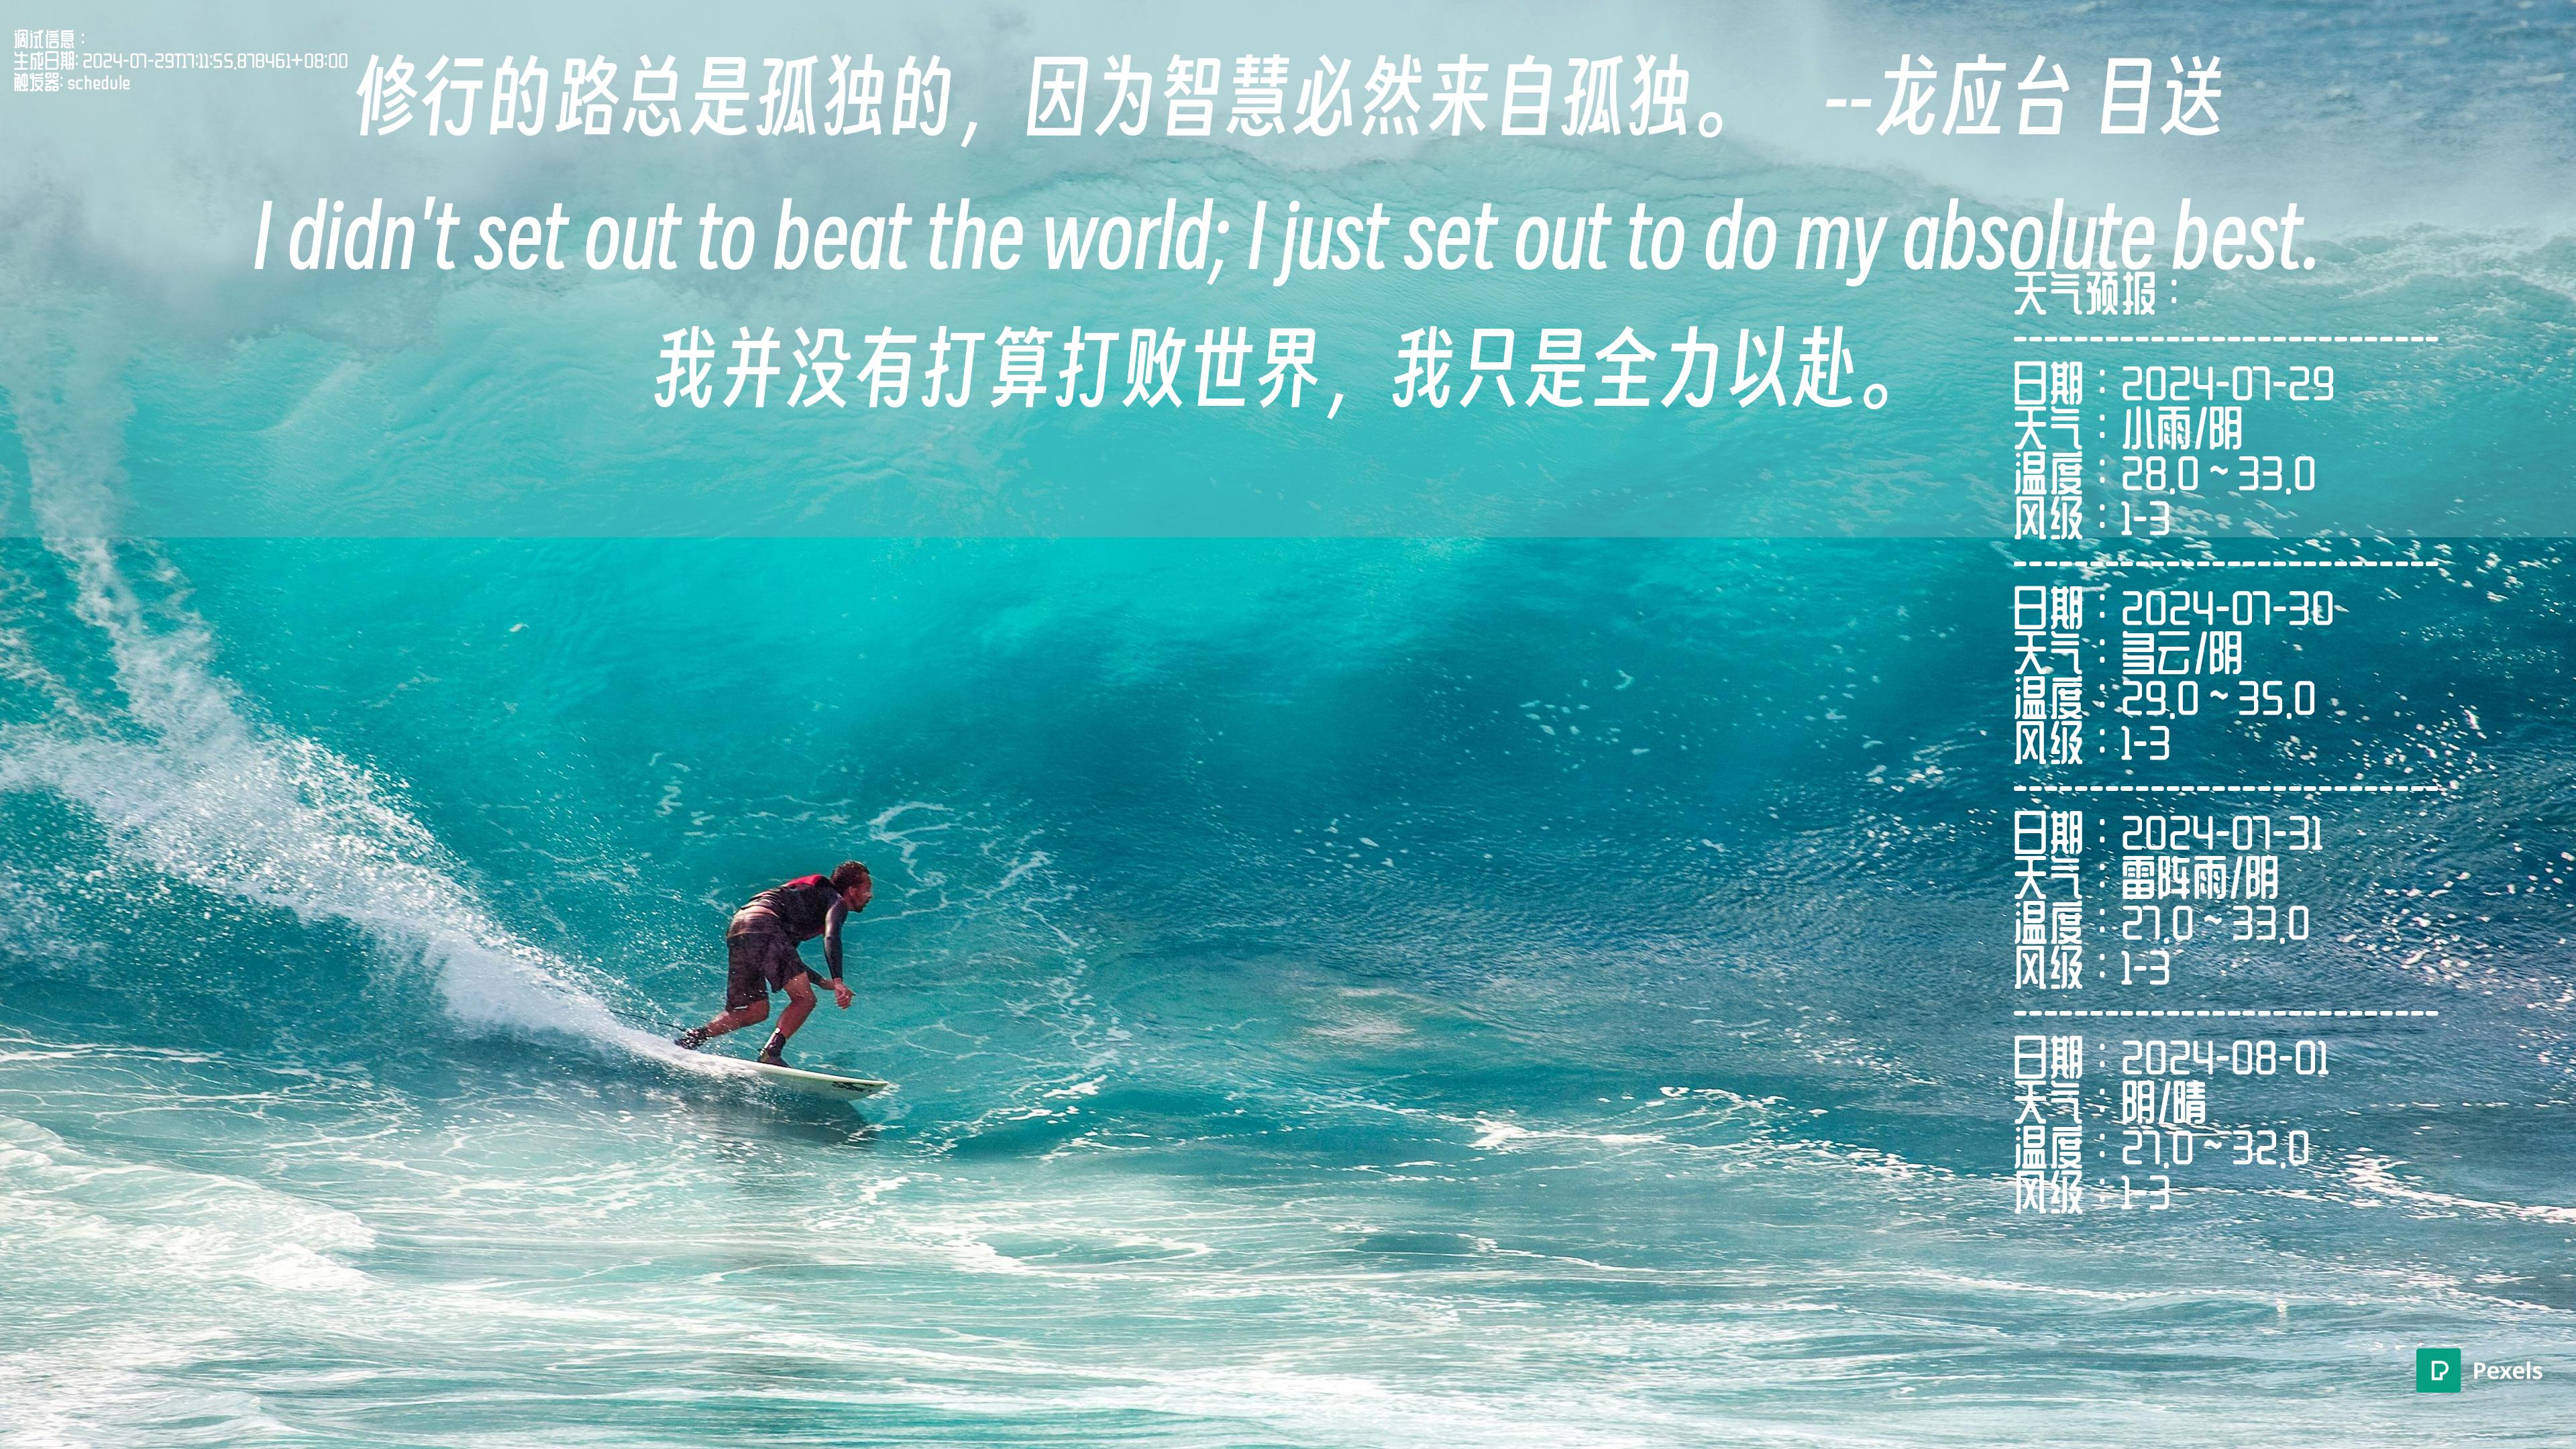 调试信息：
生成日期: 2024-07-29T17:11:55.878461+08:00
触发器: schedule
修行的路总是孤独的，因为智慧必然来自孤独。 --龙应台 目送
I didn't set out to beat the world; I just set out to do my absolute best.
我并没有打算打败世界，我只是全力以赴。
天气预报：
----------------------------
日期：2024-07-29
天气：小雨/阴
温度：28.0 ~ 33.0
风级：1-3
----------------------------
日期：2024-07-30
天气：多云/阴
温度：29.0 ~ 35.0
风级：1-3
----------------------------
日期：2024-07-31
天气：雷阵雨/阴
温度：27.0 ~ 33.0
风级：1-3
----------------------------
日期：2024-08-01
天气：阴/晴
温度：27.0 ~ 32.0
风级：1-3
Pexels